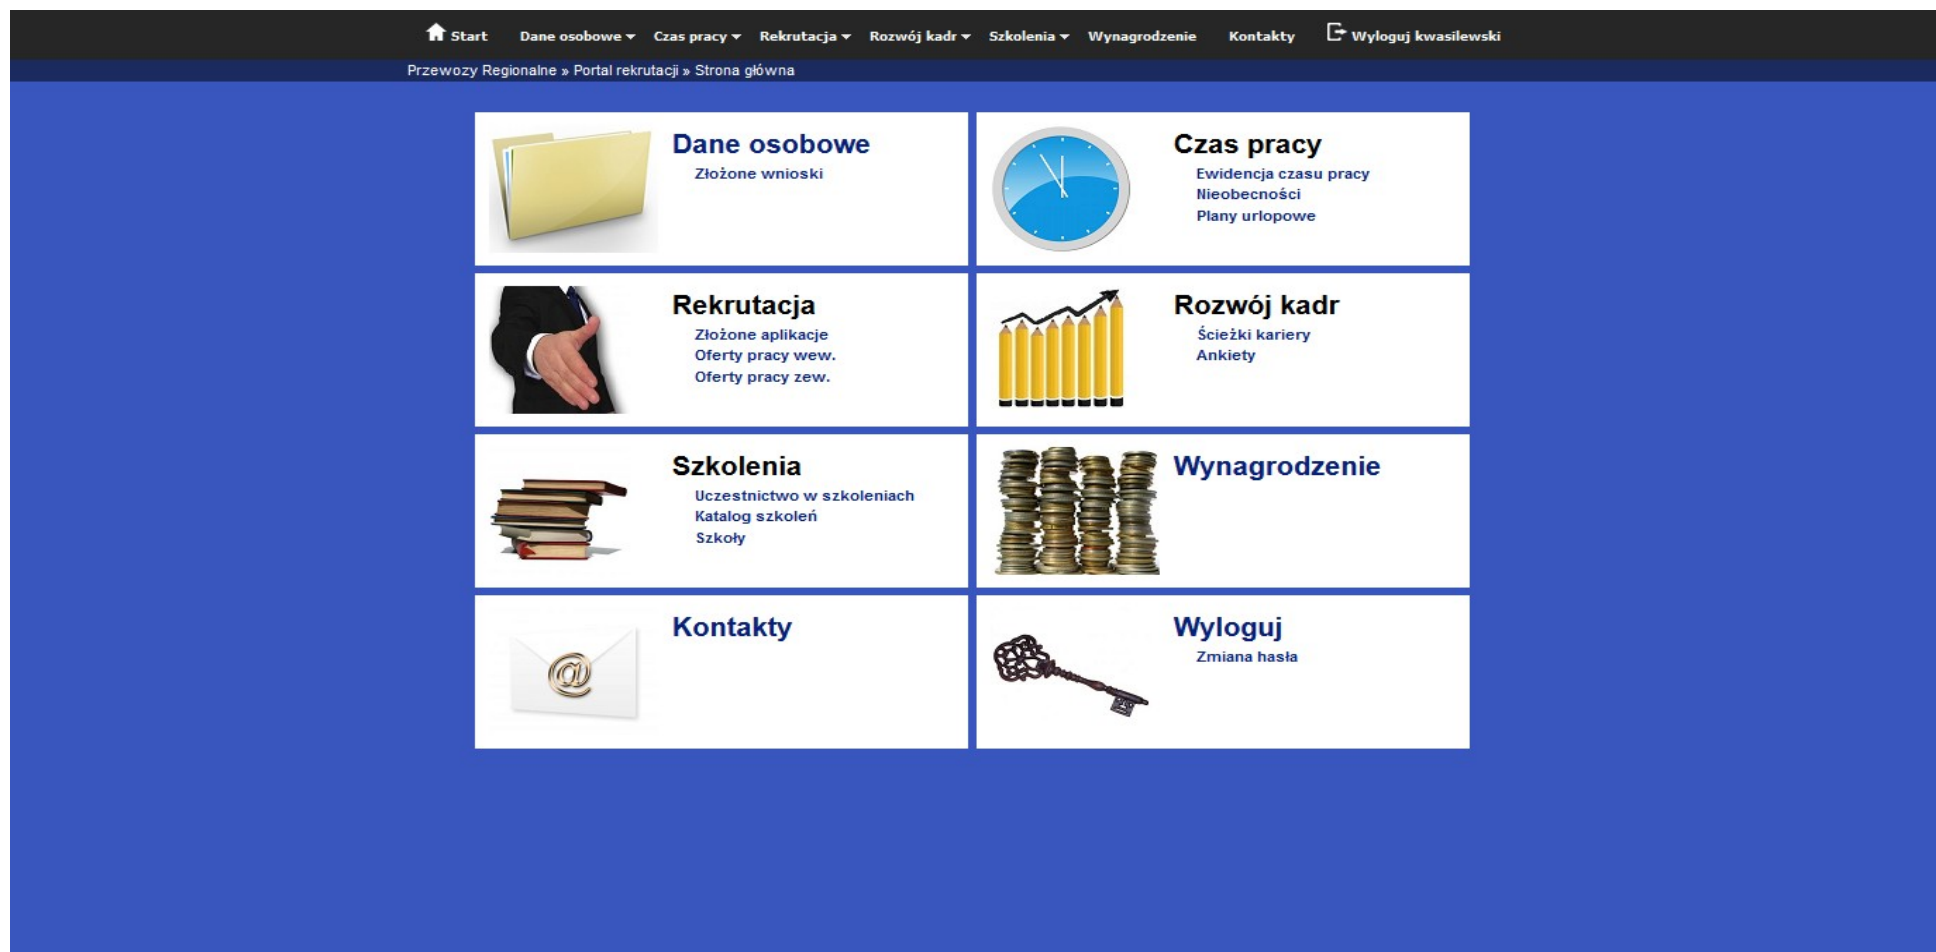 Start Dane osobowe Czas pracy Rekrutacja Rozwój kadr Szkolenia Wynagrodzenie Kontakty Wyloguj kwasilewski
Przewozy Regionalne » Portal rekrutacji » Strona główna
Dane osobowe
Złożone wnioski
Czas pracy
Ewidencja czasu pracy
Nieobecności
Plany urlopowe
Rekrutacja
Złożone aplikacje
Oferty pracy wew.
Oferty pracy zew.
Rozwój kadr
Ścieżki kariery
Ankiety
Szkolenia
Uczestnictwo w szkoleniach
Katalog szkoleń
Szkoły
Wynagrodzenie
@
Kontakty
Wyloguj
Zmiana hasła